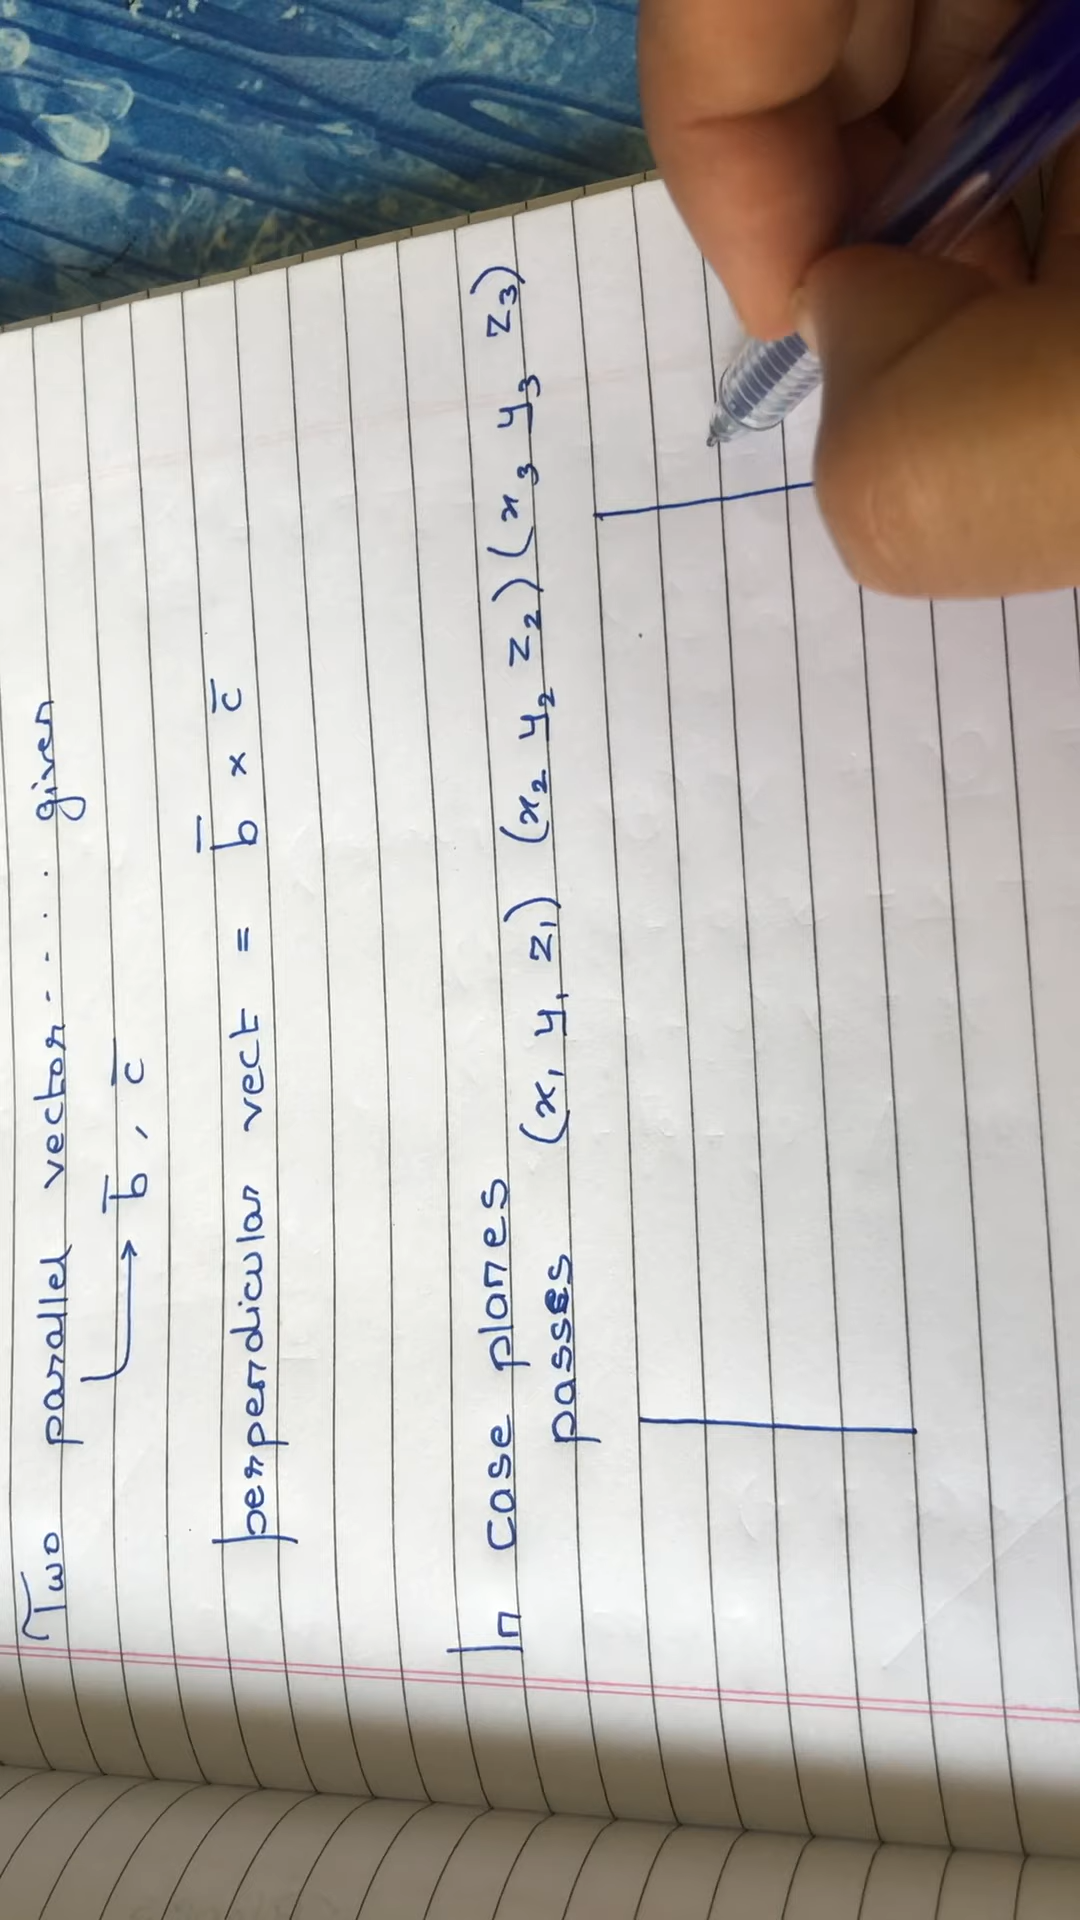 Two parallel vector - - . . . given
b̅ , c̅
perpendicular vect = b̅ × c̅
In case planes
passes (x₁ y₁ z₁) (x₂ y₂ z₂) (x₃ y₃ z₃)